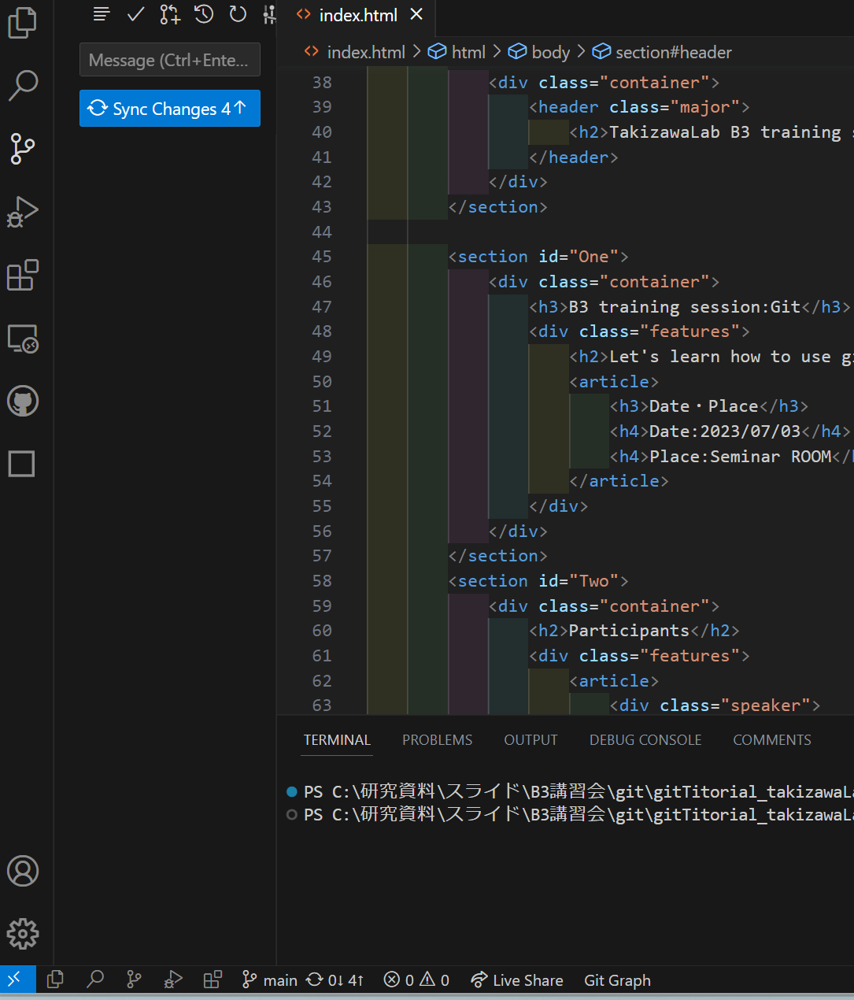 index.html
Message (Ctrl+Ente...
Sync Changes 4↑
index.html > html > body > section#header
38 <div class="container">
39 <header class="major">
40 <h2>TakizawaLab B3 training
41 </header>
42 </div>
43 </section>
44
45 <section id="One">
46 <div class="container">
47 <h3>B3 training session:Git</h3>
48 <div class="features">
49 <h2>Let's learn how to use
50 <article>
51 <h3>Date・Place</h3>
52 <h4>Date:2023/07/03</h4>
53 <h4>Place:Seminar ROOM</
54 </article>
55 </div>
56 </div>
57 </section>
58 <section id="Two">
59 <div class="container">
60 <h2>Participants</h2>
61 <div class="features">
62 <article>
63 <div class="speaker">
TERMINAL PROBLEMS OUTPUT DEBUG CONSOLE COMMENTS
PS C:\研究資料\スライド\B3講習会\git\gitTitorial_takizawaLa
PS C:\研究資料\スライド\B3講習会\git\gitTitorial_takizawaLa
main 0↓ 4↑ 0 0 Live Share Git Graph